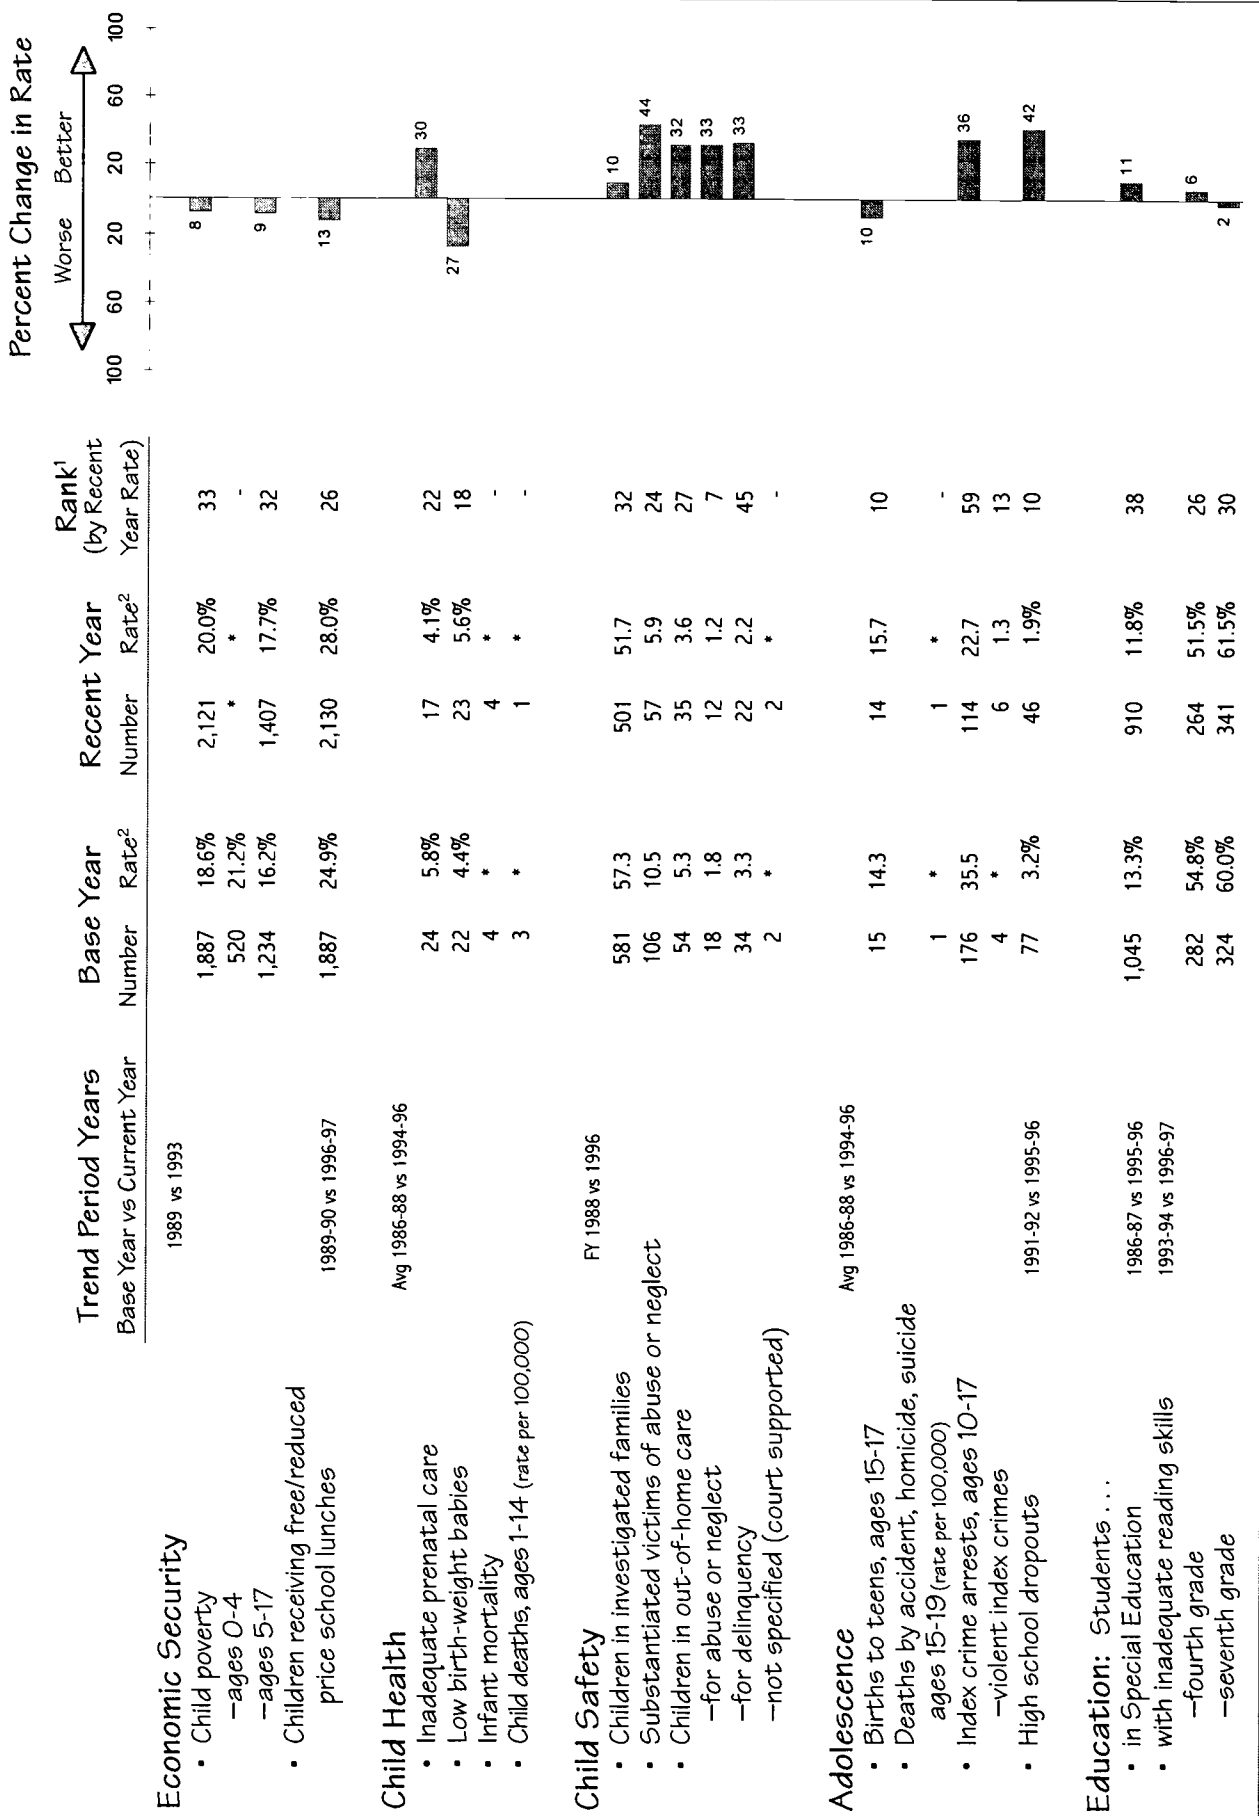 Percent Change in Rate
Worse Better
100 60 20 20 60 100
Trend Period Years Base Year Recent Year Rank¹
(by Recent
Base Year vs Current Year Number Rate² Number Rate² Year Rate)
Economic Security 1989 vs 1993
• Child poverty 1,887 18.6% 2,121 20.0% 33 8
–ages 0-4 520 21.2% * * -
–ages 5-17 1,234 16.2% 1,407 17.7% 32 9
• Children receiving free/reduced
price school lunches 1989-90 vs 1996-97 1,887 24.9% 2,130 28.0% 26 13
Child Health Avg 1986-88 vs 1994-96
• Inadequate prenatal care 24 5.8% 17 4.1% 22 30
• Low birth-weight babies 22 4.4% 23 5.6% 18 27
• Infant mortality 4 * 4 * -
• Child deaths, ages 1-14 (rate per 100,000) 3 * 1 * -
Child Safety FY 1988 vs 1996
• Children in investigated families 581 57.3 501 51.7 32 10
• Substantiated victims of abuse or neglect 106 10.5 57 5.9 24 44
• Children in out-of-home care 54 5.3 35 3.6 27 32
–for abuse or neglect 18 1.8 12 1.2 7 33
–for delinquency 34 3.3 22 2.2 45 33
–not specified (court supported) 2 * 2 * -
Adolescence Avg 1986-88 vs 1994-96
• Births to teens, ages 15-17 15 14.3 14 15.7 10 10
• Deaths by accident, homicide, suicide
ages 15-19 (rate per 100,000) 1 * 1 * -
• Index crime arrests, ages 10-17 176 35.5 114 22.7 59 36
–violent index crimes 4 * 6 1.3 13
• High school dropouts 1991-92 vs 1995-96 77 3.2% 46 1.9% 10 42
Education: Students . . .
• in Special Education 1986-87 vs 1995-96 1,045 13.3% 910 11.8% 38 11
• with inadequate reading skills 1993-94 vs 1996-97
–fourth grade 282 54.8% 264 51.5% 26 6
–seventh grade 324 60.0% 341 61.5% 30 2